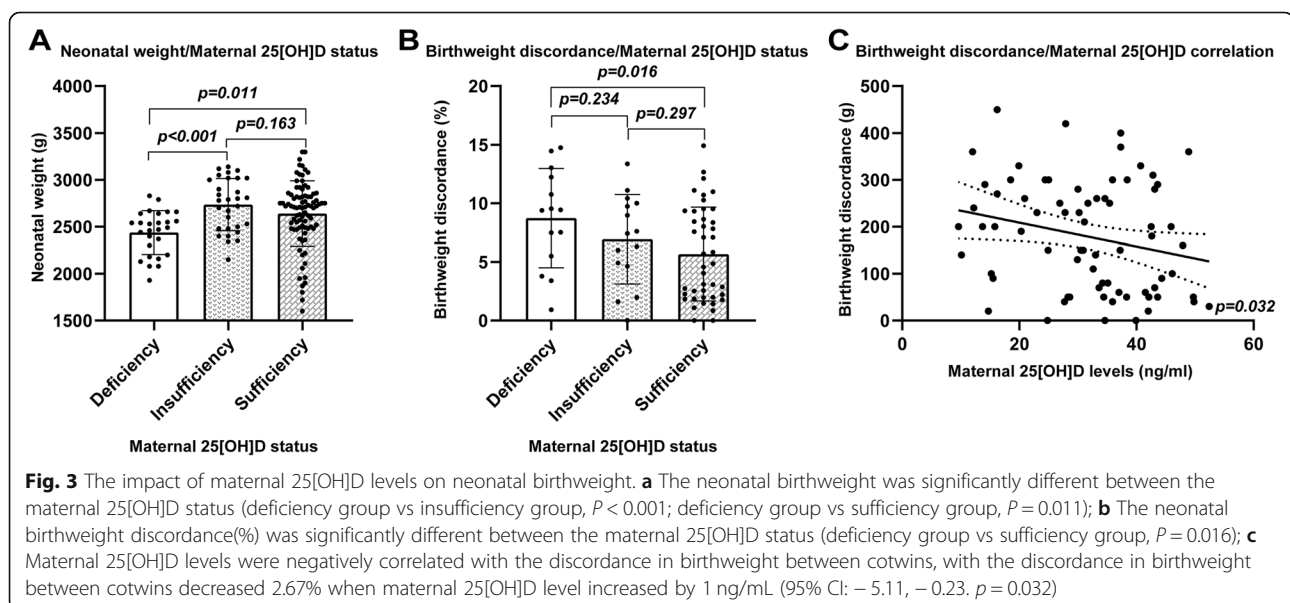 A Neonatal weight/Maternal 25[OH]D status
Neonatal weight (g)
4000
3500
3000
2500
2000
1500
p=0.011
p<0.001
p=0.163
Deficiency
Insufficiency
Sufficiency
Maternal 25[OH]D status
B Birthweight discordance/Maternal 25[OH]D status
Birthweight discordance (%)
20
15
10
5
0
p=0.016
p=0.234
p=0.297
Deficiency
Insufficiency
Sufficiency
Maternal 25[OH]D status
C Birthweight discordance/Maternal 25[OH]D correlation
Birthweight discordance (g)
500
400
300
200
100
0
p=0.032
0 20 40 60
Maternal 25[OH]D levels (ng/ml)
Fig. 3 The impact of maternal 25[OH]D levels on neonatal birthweight. a The neonatal birthweight was significantly different between the
maternal 25[OH]D status (deficiency group vs insufficiency group, P < 0.001; deficiency group vs sufficiency group, P = 0.011); b The neonatal
birthweight discordance(%) was significantly different between the maternal 25[OH]D status (deficiency group vs sufficiency group, P = 0.016); c
Maternal 25[OH]D levels were negatively correlated with the discordance in birthweight between cotwins, with the discordance in birthweight
between cotwins decreased 2.67% when maternal 25[OH]D level increased by 1 ng/mL (95% CI: − 5.11, − 0.23. p = 0.032)